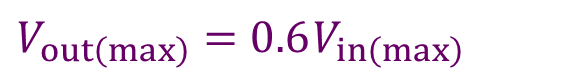 V_out(max) = 0.6V_in(max)